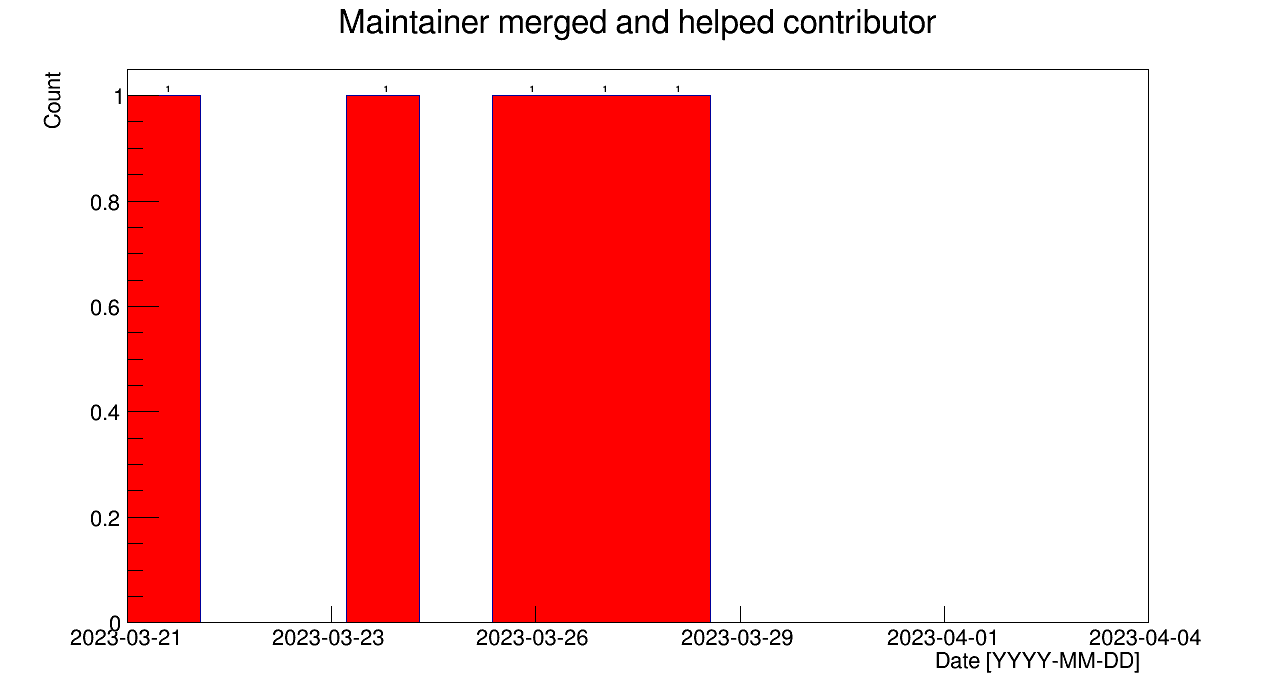 Maintainer merged and helped contributor
Count
1 1 1 1 1
1
0.8
0.6
0.4
0.2
0
2023-03-21 2023-03-23 2023-03-26 2023-03-29 2023-04-01 2023-04-04
Date [YYYY-MM-DD]